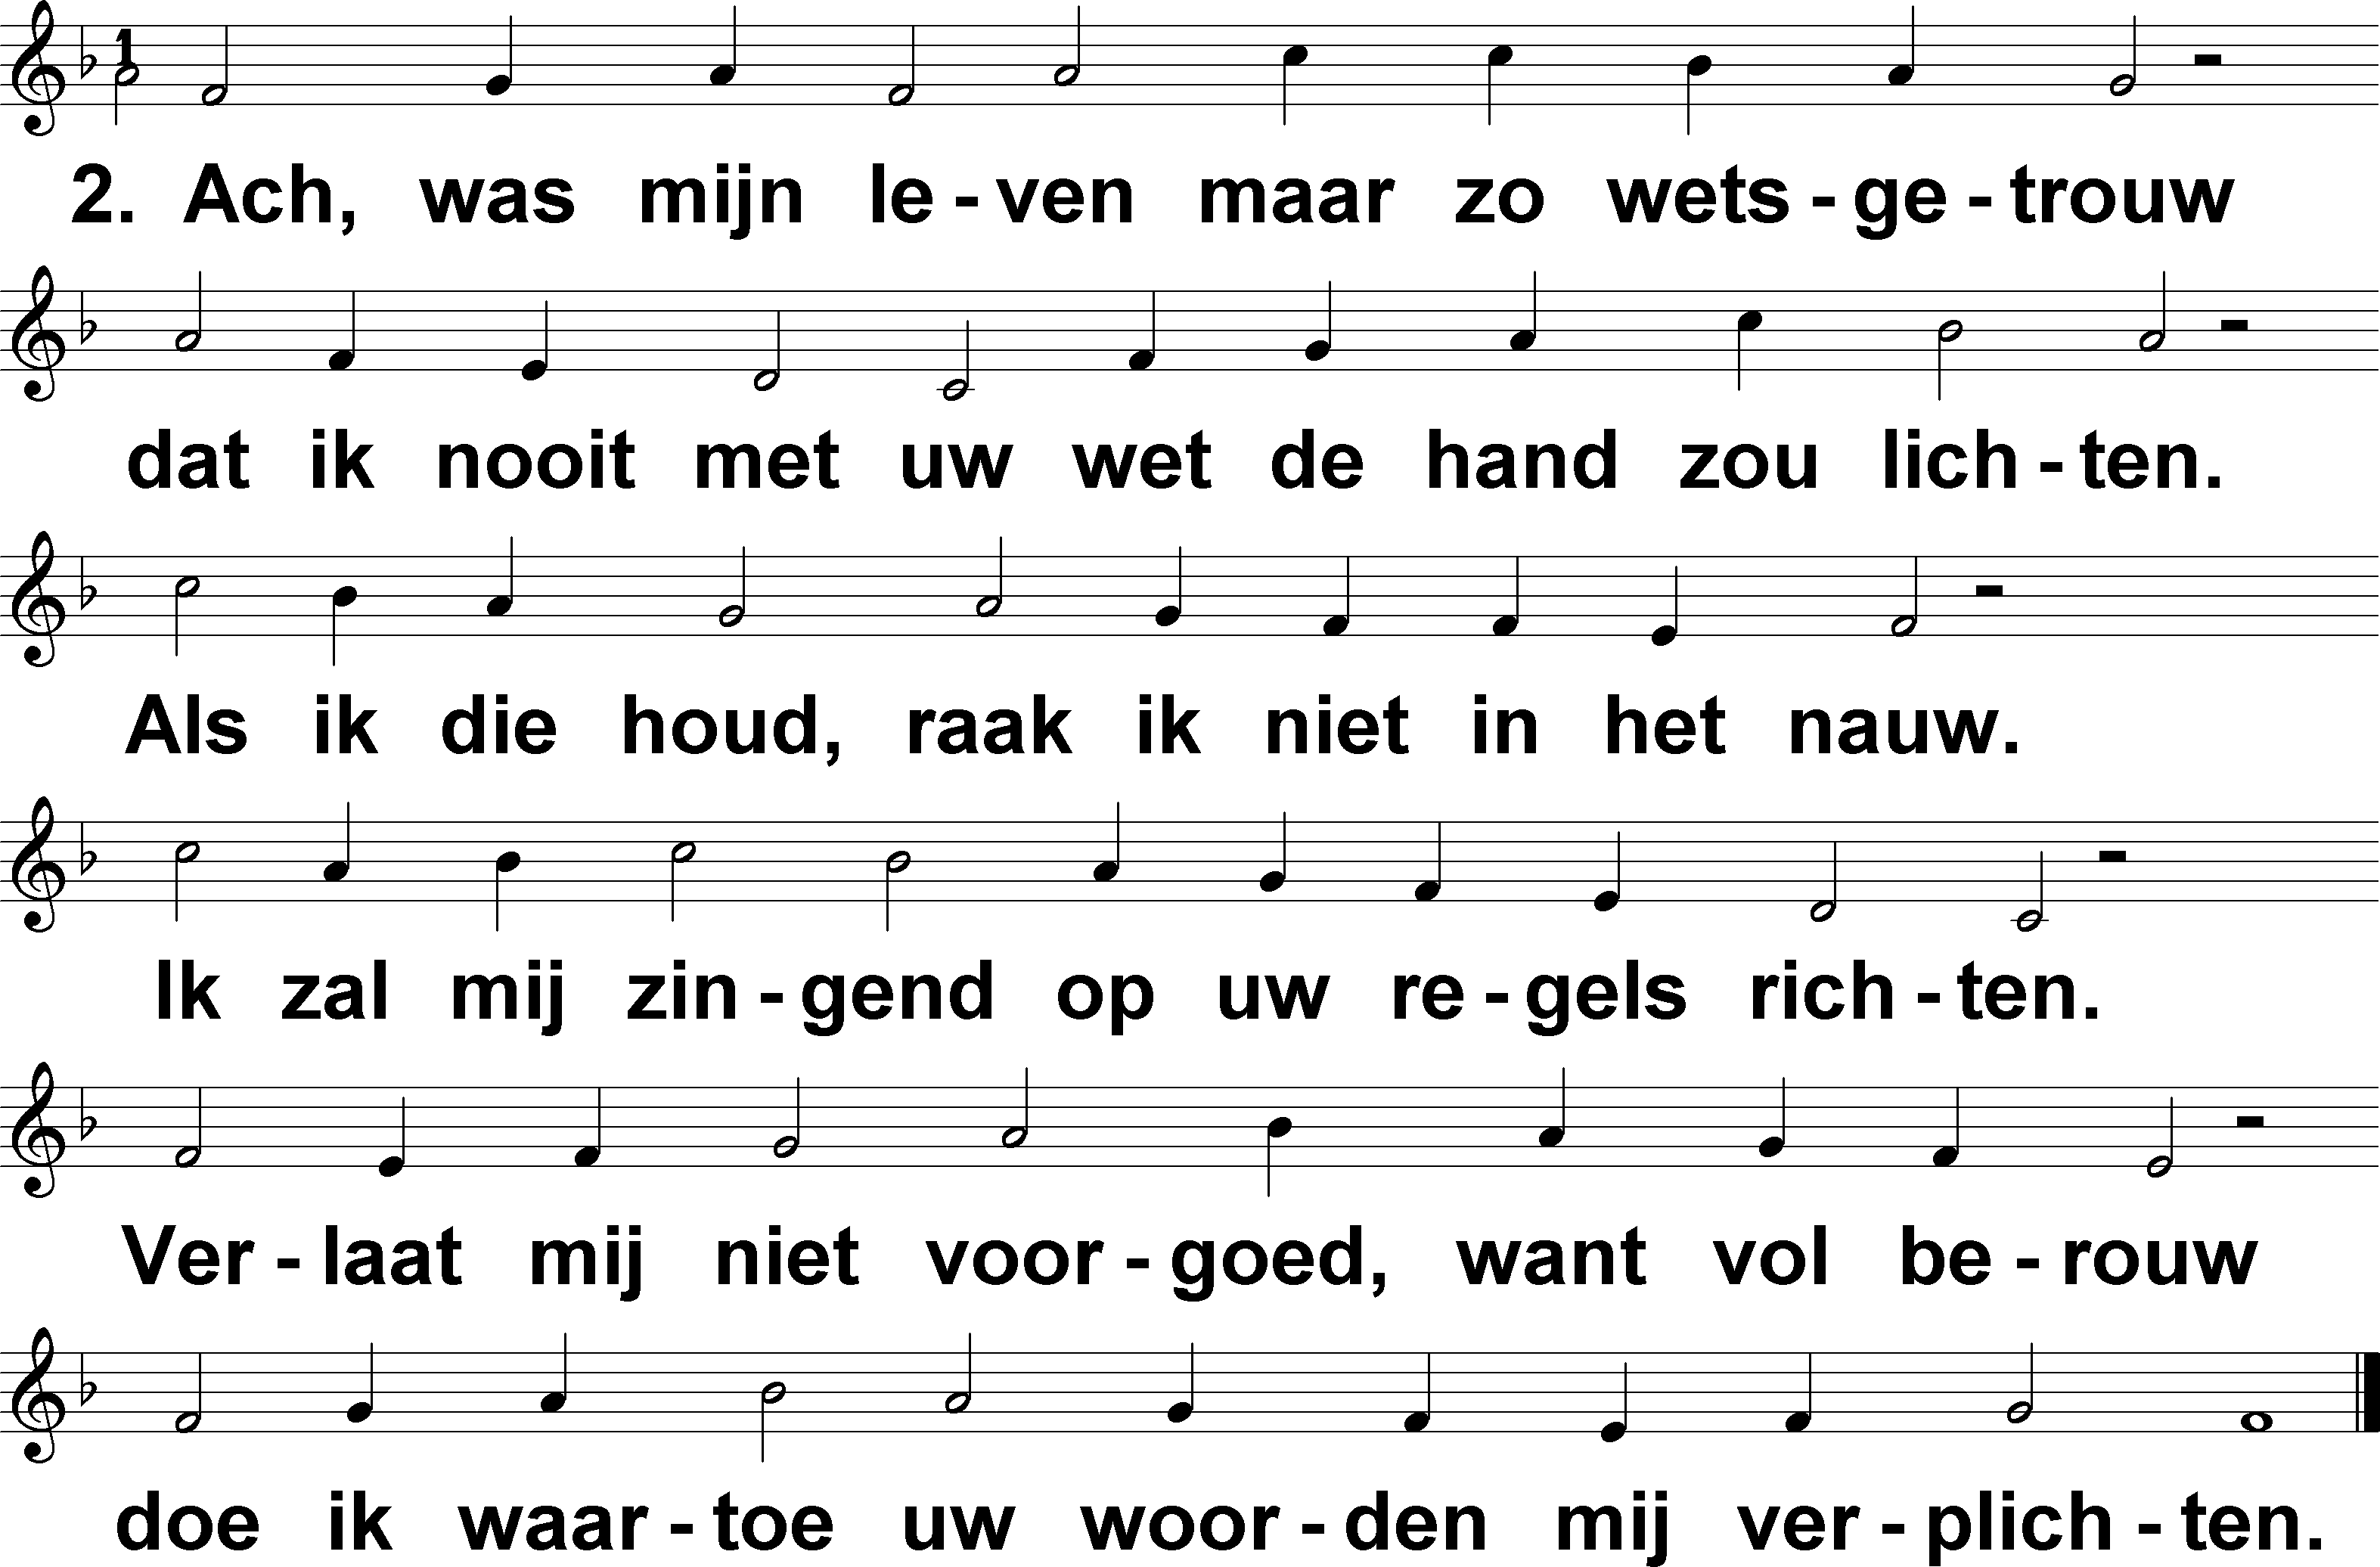 1
2. Ach, was mijn le-ven maar zo wets-ge-trouw
dat ik nooit met uw wet de hand zou lich-ten.
Als ik die houd, raak ik niet in het nauw.
Ik zal mij zin-gend op uw re-gels rich-ten.
Ver-laat mij niet voor-goed, want vol be-rouw
doe ik waar-toe uw woor-den mij ver-plich-ten.